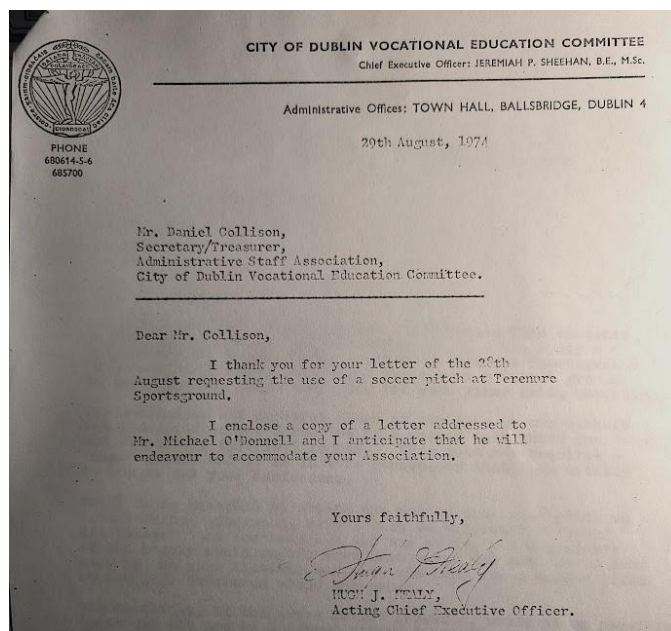 CITY OF DUBLIN VOCATIONAL EDUCATION COMMITTEE
Chief Executive Officer: JEREMIAH P. SHEEHAN, B.E., M.Sc.
Administrative Offices: TOWN HALL, BALLSBRIDGE, DUBLIN 4
PHONE
680614-5-6
685700
29th August, 1974
Mr. Daniel Collison,
Secretary/Treasurer,
Administrative Staff Association,
City of Dublin Vocational Education Committee.
Dear Mr. Collison,
I thank you for your letter of the 28th
August requesting the use of a soccer pitch at Terenure
Sportsground.
I enclose a copy of a letter addressed to
Mr. Michael O'Donnell and I anticipate that he will
endeavour to accommodate your Association.
Yours faithfully,
Hugh J Healy
HUGH J. HEALY,
Acting Chief Executive Officer.